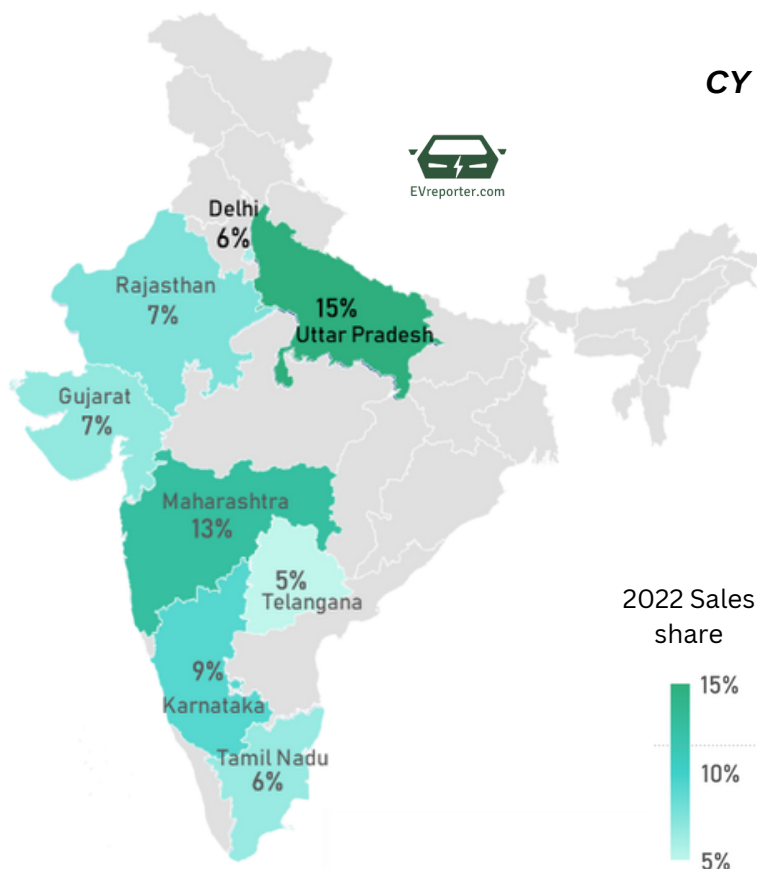 CY
EVreporter.com
Delhi
6%
Rajasthan
7%
15%
Uttar Pradesh
Gujarat
7%
Maharashtra
13%
5%
Telangana
9%
Karnataka
Tamil Nadu
6%
2022 Sales
share
15%
10%
5%